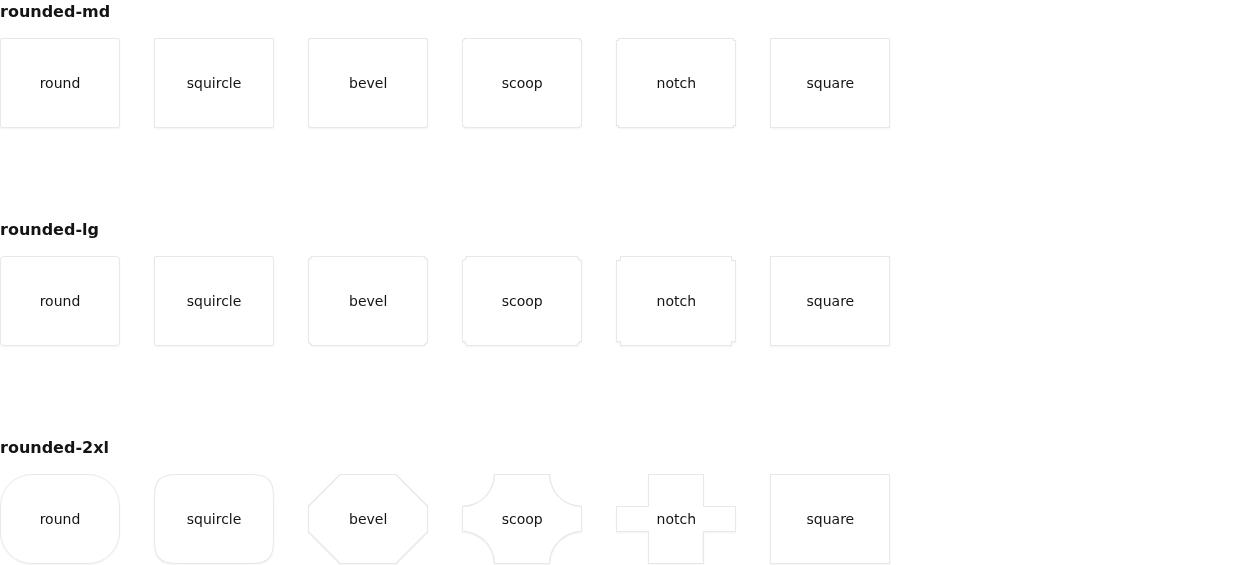 rounded-md
round squircle bevel scoop notch square
rounded-lg
round squircle bevel scoop notch square
rounded-2xl
round squircle bevel scoop notch square